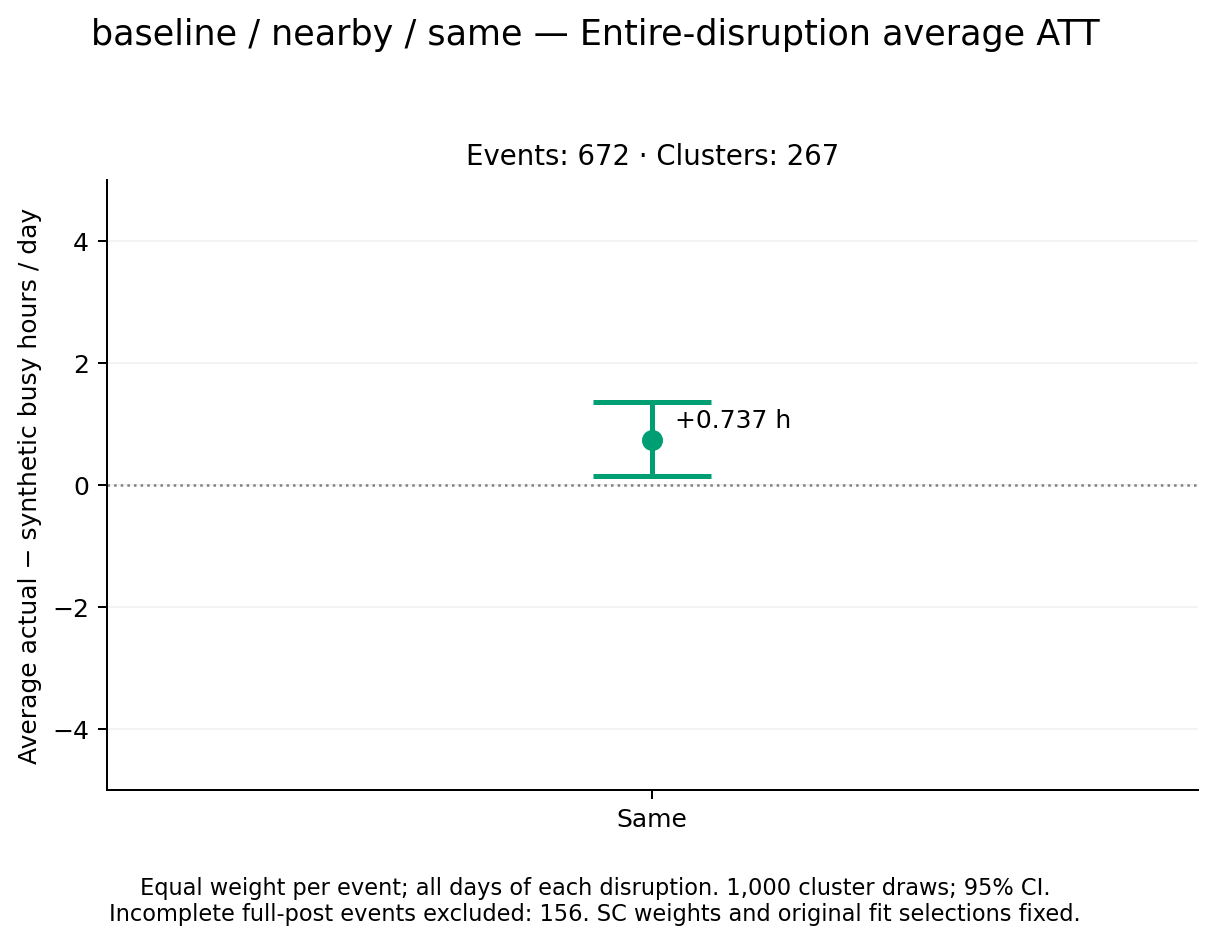 baseline / nearby / same — Entire-disruption average ATT
Events: 672 · Clusters: 267
Average actual − synthetic busy hours / day
4
2
0
−2
−4
+0.737 h
Same
Equal weight per event; all days of each disruption. 1,000 cluster draws; 95% CI.
Incomplete full-post events excluded: 156. SC weights and original fit selections fixed.